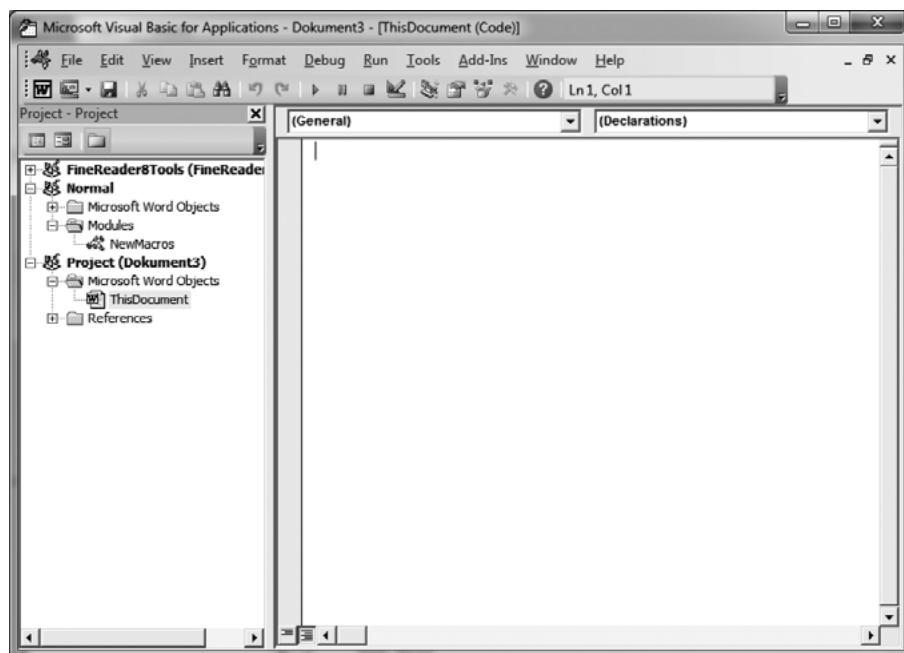 Microsoft Visual Basic for Applications - Dokument3 - [ThisDocument (Code)]
File Edit View Insert Format Debug Run Tools Add-Ins Window Help
Ln 1, Col 1
Project - Project
(General) (Declarations)
FineReader8Tools (FineReader
Normal
Microsoft Word Objects
Modules
NewMacros
Project (Dokument3)
Microsoft Word Objects
ThisDocument
References